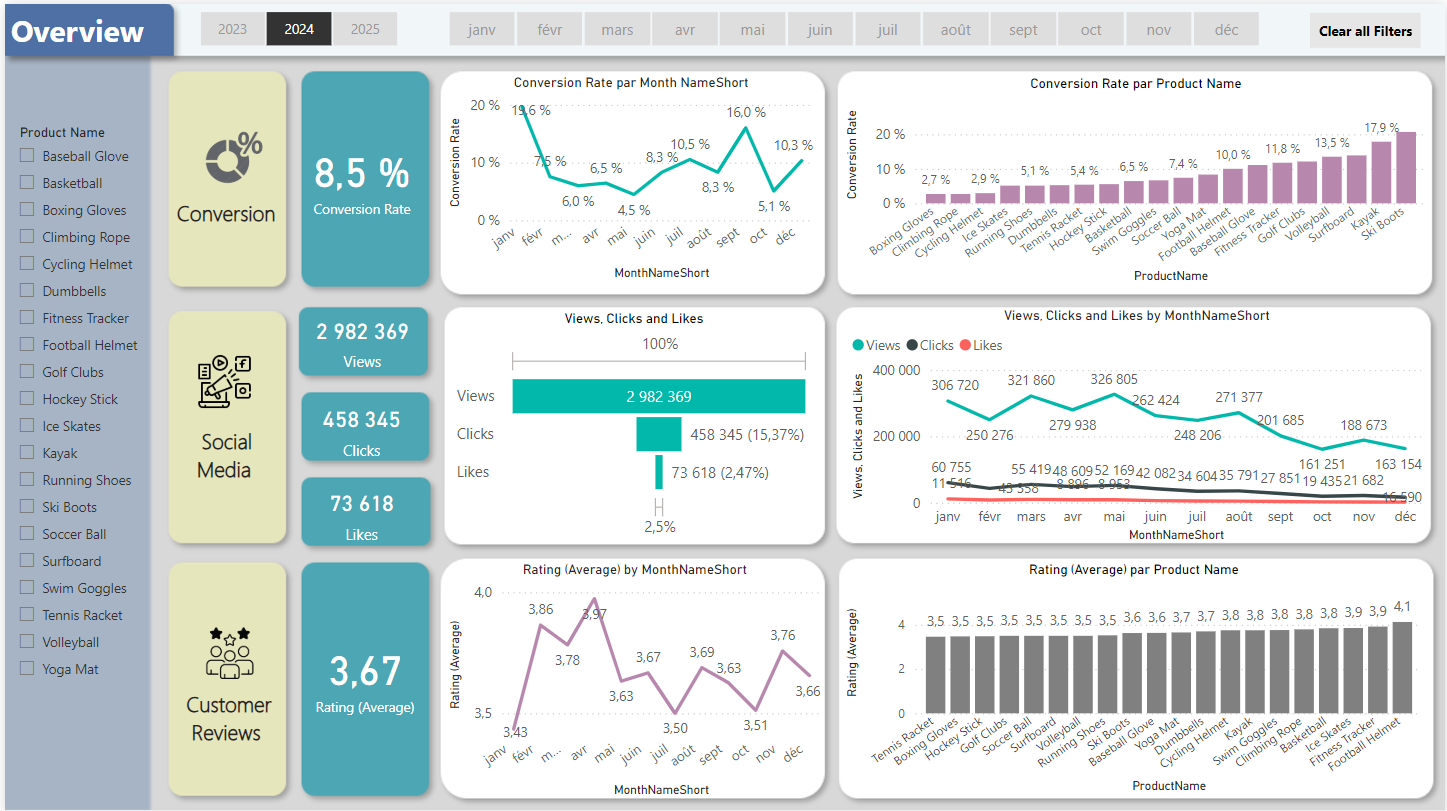 Overview
2023 2024 2025
janv févr mars avr mai juin juil août sept oct nov déc
Clear all Filters
Product Name
Baseball Glove
Basketball
Boxing Gloves
Climbing Rope
Cycling Helmet
Dumbbells
Fitness Tracker
Football Helmet
Golf Clubs
Hockey Stick
Ice Skates
Kayak
Running Shoes
Ski Boots
Soccer Ball
Surfboard
Swim Goggles
Tennis Racket
Volleyball
Yoga Mat
%
Conversion
8,5 %
Conversion Rate
Conversion Rate par Month NameShort
Conversion Rate
20 %
10 %
0 %
19,6 % 7,5 % 6,0 % 6,5 % 4,5 % 8,3 % 10,5 % 8,3 % 16,0 % 5,1 % 10,3 %
janv févr m... avr mai juin juil août sept oct déc
MonthNameShort
Conversion Rate par Product Name
Conversion Rate
20 %
10 %
0 %
2,7 % 2,9 % 5,1 % 5,4 % 6,5 % 7,4 % 10,0 % 11,8 % 13,5 % 17,9 %
Boxing Gloves
Climbing Rope
Cycling Helmet
Ice Skates
Running Shoes
Dumbbells
Tennis Racket
Hockey Stick
Basketball
Swim Goggles
Soccer Ball
Yoga Mat
Football Helmet
Baseball Glove
Fitness Tracker
Golf Clubs
Volleyball
Surfboard
Kayak
Ski Boots
ProductName
Social
Media
2 982 369
Views
458 345
Clicks
73 618
Likes
Views, Clicks and Likes
100%
Views 2 982 369
Clicks 458 345 (15,37%)
Likes 73 618 (2,47%)
2,5%
Views, Clicks and Likes by MonthNameShort
Views Clicks Likes
Views, Clicks and Likes
400 000
200 000
0
306 720 250 276 321 860 279 938 326 805 262 424 248 206 271 377 201 685 161 251 188 673 163 154
60 755 43 358 55 419 48 609 52 169 42 082 34 604 35 791 27 851 19 435 21 682 16 590
11 516 8 896 8 953
janv févr mars avr mai juin juil août sept oct nov déc
MonthNameShort
Customer
Reviews
3,67
Rating (Average)
Rating (Average) by MonthNameShort
Rating (Average)
4,0
3,5
3,43 3,86 3,78 3,97 3,63 3,67 3,50 3,69 3,63 3,51 3,76 3,66
janv févr m... avr mai juin juil août sept oct nov déc
MonthNameShort
Rating (Average) par Product Name
Rating (Average)
4
2
0
3,5 3,5 3,5 3,5 3,5 3,5 3,5 3,5 3,6 3,6 3,7 3,7 3,8 3,8 3,8 3,8 3,8 3,9 3,9 4,1
Tennis Racket
Boxing Gloves
Hockey Stick
Golf Clubs
Soccer Ball
Surfboard
Volleyball
Running Shoes
Ski Boots
Baseball Glove
Yoga Mat
Dumbbells
Cycling Helmet
Kayak
Swim Goggles
Climbing Rope
Basketball
Ice Skates
Fitness Tracker
Football Helmet
ProductName